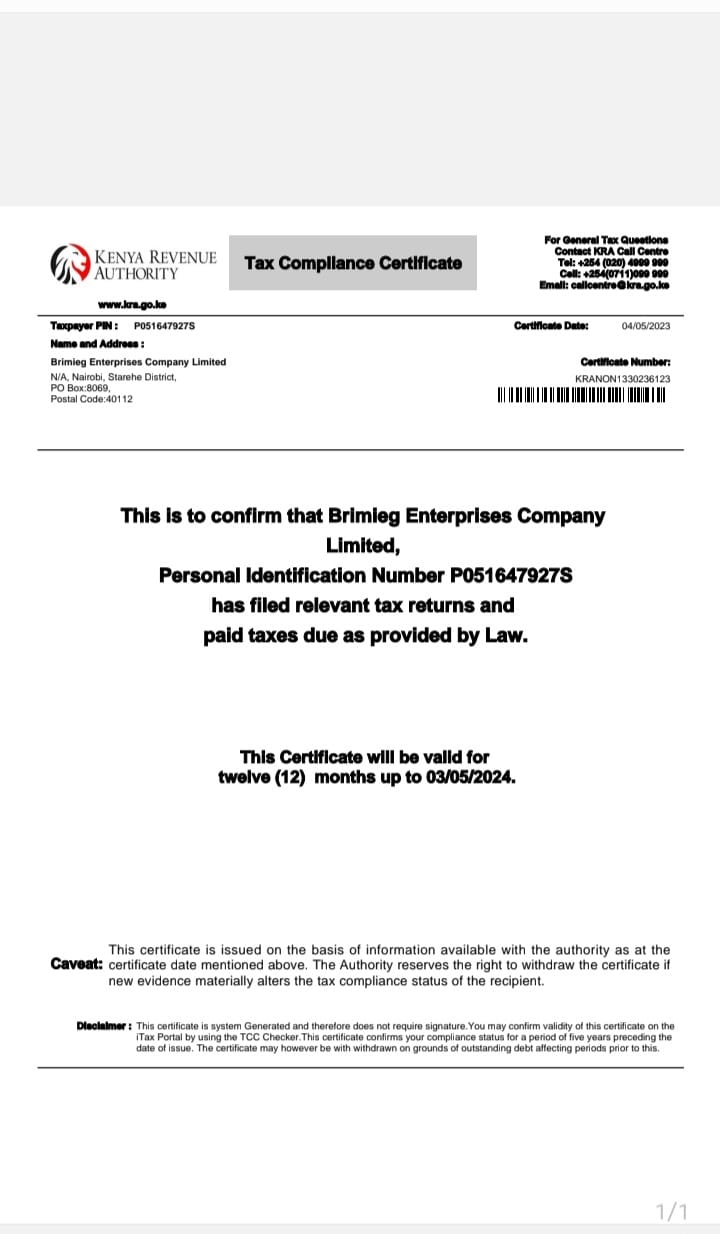 KENYA REVENUE
AUTHORITY
www.kra.go.ke
Tax Compliance Certificate
For General Tax Questions
Contact KRA Call Centre
Tel: +254 (020) 4999 999
Cell: +254(0711)099 999
Email: callcentre@kra.go.ke
Taxpayer PIN : P051647927S
Certificate Date: 04/05/2023
Name and Address :
Brimieg Enterprises Company Limited
Certificate Number:
N/A, Nairobi, Starehe District,
KRANON1330236123
PO Box:8069,
Postal Code:40112
This is to confirm that Brimieg Enterprises Company
Limited,
Personal Identification Number P051647927S
has filed relevant tax returns and
paid taxes due as provided by Law.
This Certificate will be valid for
twelve (12) months up to 03/05/2024.
This certificate is issued on the basis of information available with the authority as at the
Caveat: certificate date mentioned above. The Authority reserves the right to withdraw the certificate if
new evidence materially alters the tax compliance status of the recipient.
Disclaimer : This certificate is system Generated and therefore does not require signature.You may confirm validity of this certificate on the
iTax Portal by using the TCC Checker.This certificate confirms your compliance status for a period of five years preceding the
date of issue. The certificate may however be with withdrawn on grounds of outstanding debt affecting periods prior to this.
1/1